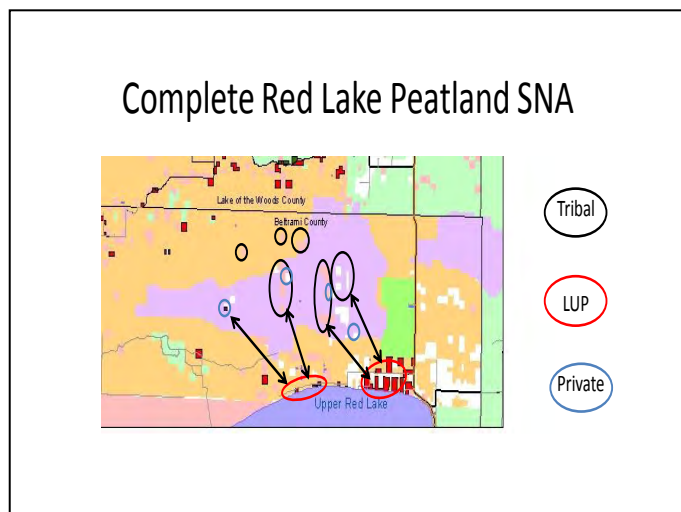 Complete Red Lake Peatland SNA
Lake of the Woods County
Beltrami County
Upper Red Lake
Tribal
LUP
Private